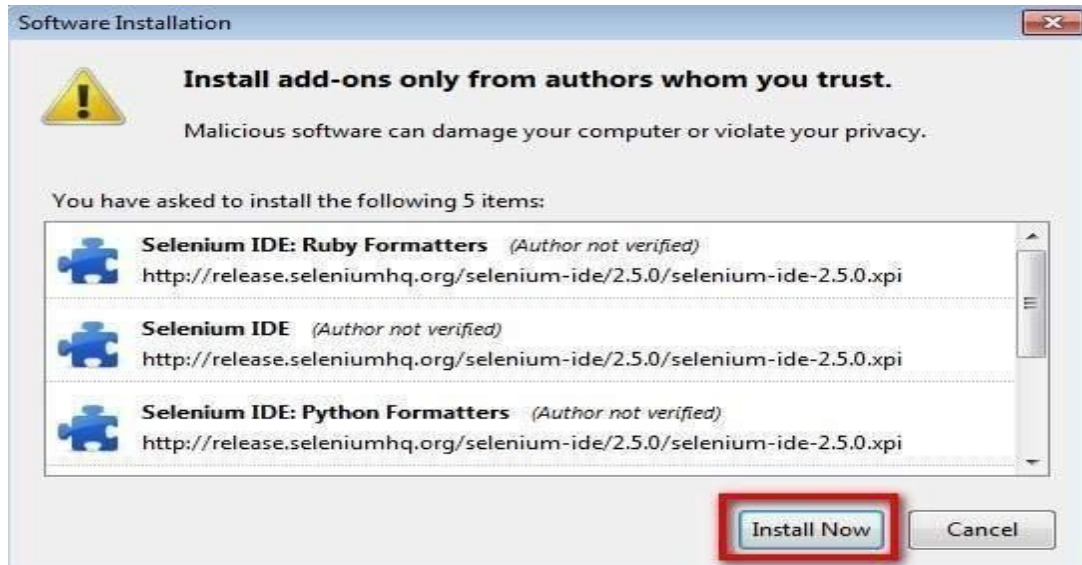 Software Installation
Install add-ons only from authors whom you trust.
Malicious software can damage your computer or violate your privacy.
You have asked to install the following 5 items:
Selenium IDE: Ruby Formatters (Author not verified)
http://release.seleniumhq.org/selenium-ide/2.5.0/selenium-ide-2.5.0.xpi
Selenium IDE (Author not verified)
http://release.seleniumhq.org/selenium-ide/2.5.0/selenium-ide-2.5.0.xpi
Selenium IDE: Python Formatters (Author not verified)
http://release.seleniumhq.org/selenium-ide/2.5.0/selenium-ide-2.5.0.xpi
Install Now Cancel